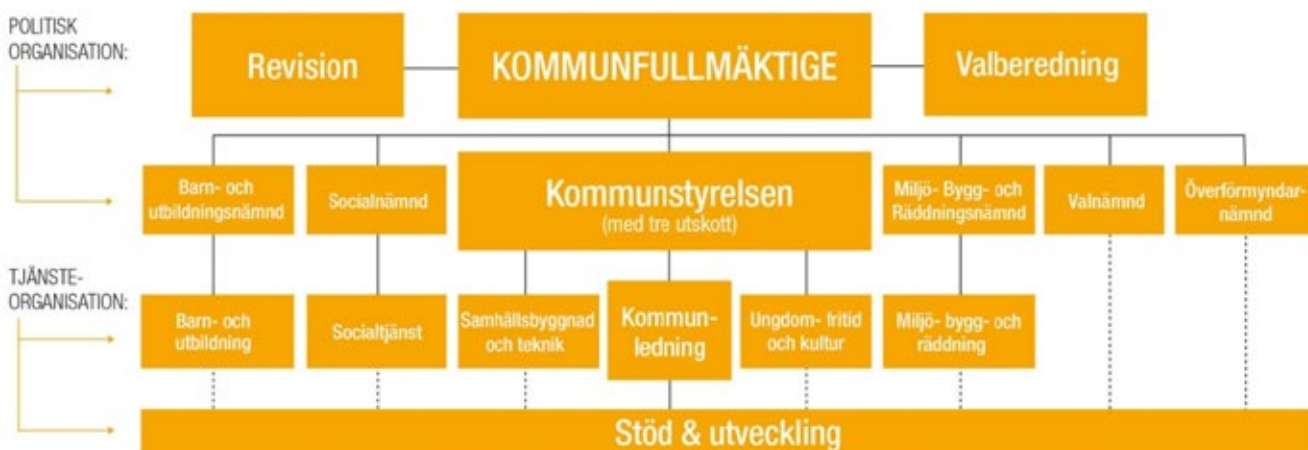 POLITISK
ORGANISATION:
Revision
KOMMUNFULLMÄKTIGE
Valberedning
Barn- och
utbildningsnämnd
Socialnämnd
Kommunstyrelsen
(med tre utskott)
Miljö- Bygg- och
Räddningsnämnd
Valnämnd
Överförmyndar-
nämnd
TJÄNSTE-
ORGANISATION:
Barn- och
utbildning
Socialtjänst
Samhällsbyggnad
och teknik
Kommun-
ledning
Ungdom- fritid
och kultur
Miljö- bygg- och
räddning
Stöd & utveckling